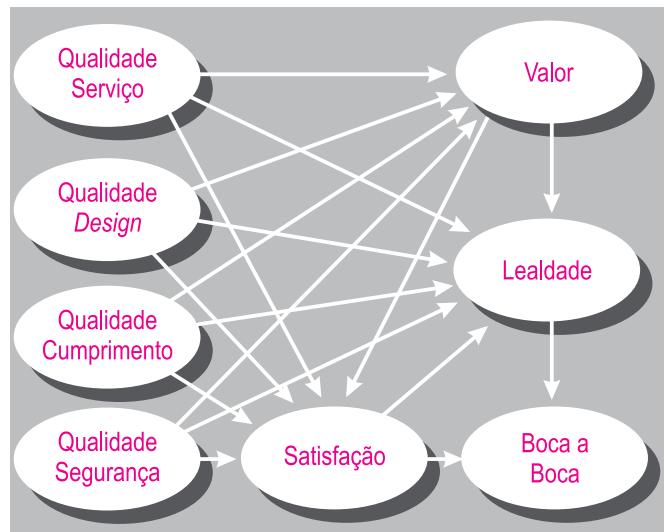 Qualidade
Serviço
Valor
Qualidade
Design
Lealdade
Qualidade
Cumprimento
Qualidade
Segurança
Satisfação
Boca a
Boca